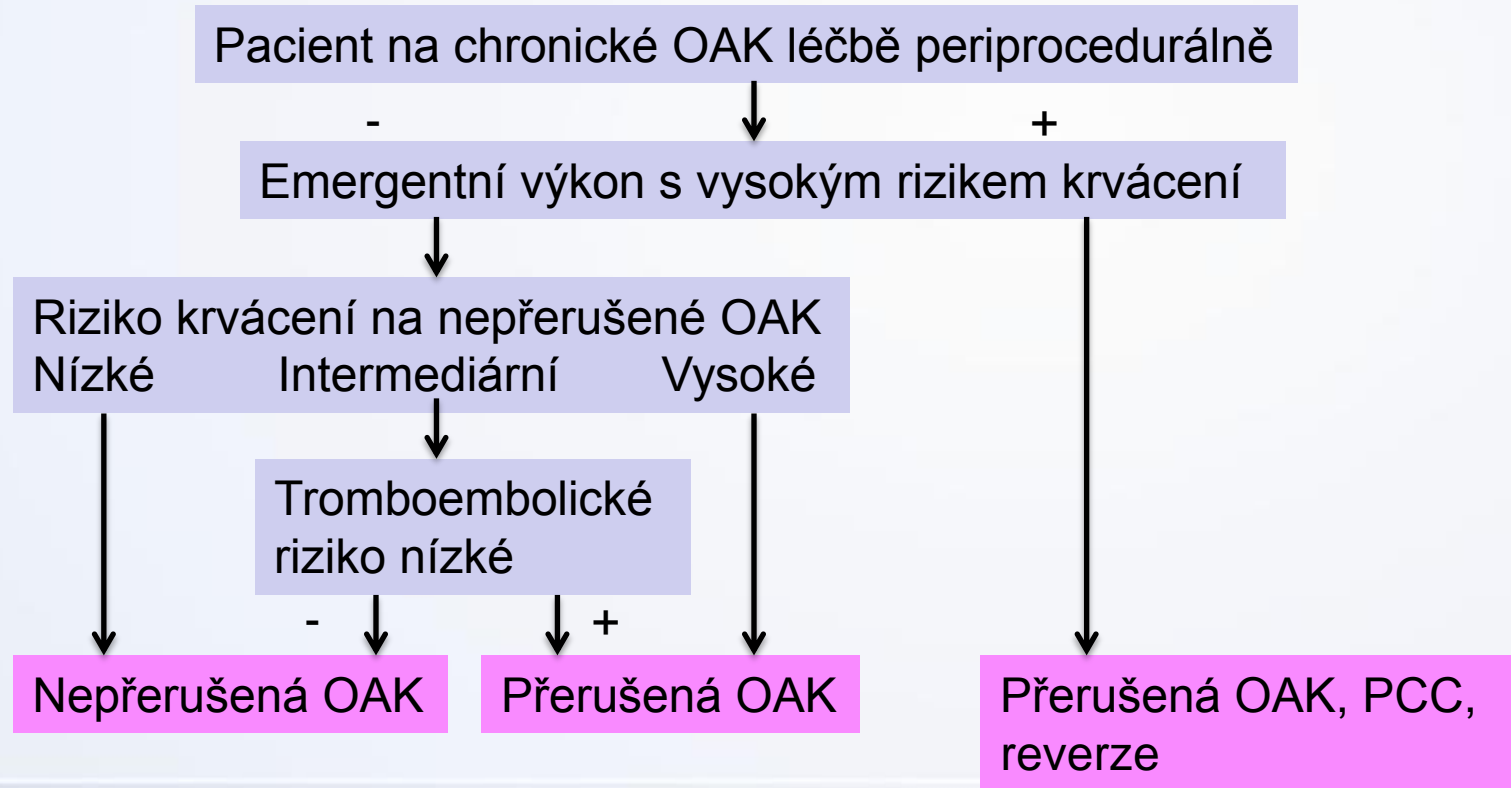 Pacient na chronické OAK léčbě periprocedurálně
- +
Emergentní výkon s vysokým rizikem krvácení
Riziko krvácení na nepřerušené OAK
Nízké Intermediární Vysoké
Tromboembolické
riziko nízké
- +
Nepřerušená OAK
Přerušená OAK
Přerušená OAK, PCC,
reverze